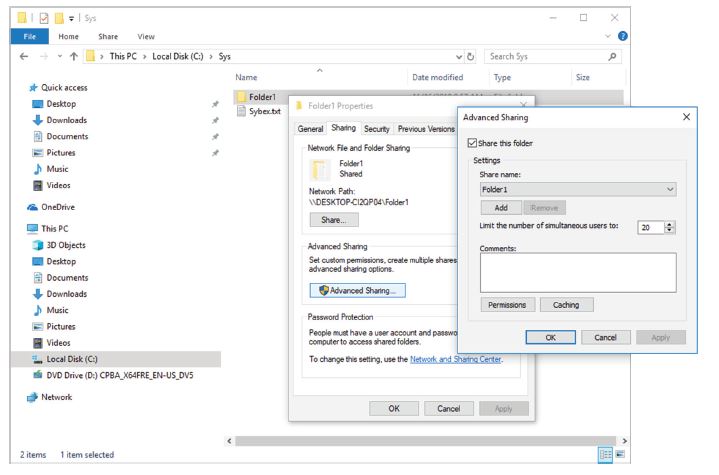 Sys
File Home Share View
This PC Local Disk (C:) Sys
Search Sys
Name Date modified Type Size
Quick access
Desktop
Downloads
Documents
Pictures
Music
Videos
OneDrive
This PC
3D Objects
Desktop
Documents
Downloads
Music
Pictures
Videos
Local Disk (C:)
DVD Drive (D:) CPBA_X64FRE_EN-US_DV5
Network
Folder1
Sybex.txt
2 items 1 item selected
Folder1 Properties
General Sharing Security Previous Versions
Network File and Folder Sharing
Folder1
Shared
Network Path:
\\DESKTOP-CI2QP04\Folder1
Share...
Advanced Sharing
Set custom permissions, create multiple shares
advanced sharing options.
Advanced Sharing...
Password Protection
People must have a user account and
computer to access shared folders.
To change this setting, use the Network and Sharing Center.
OK Cancel Apply
Advanced Sharing
Share this folder
Settings
Share name:
Folder1
Add Remove
Limit the number of simultaneous users to: 20
Comments:
Permissions Caching
OK Cancel Apply